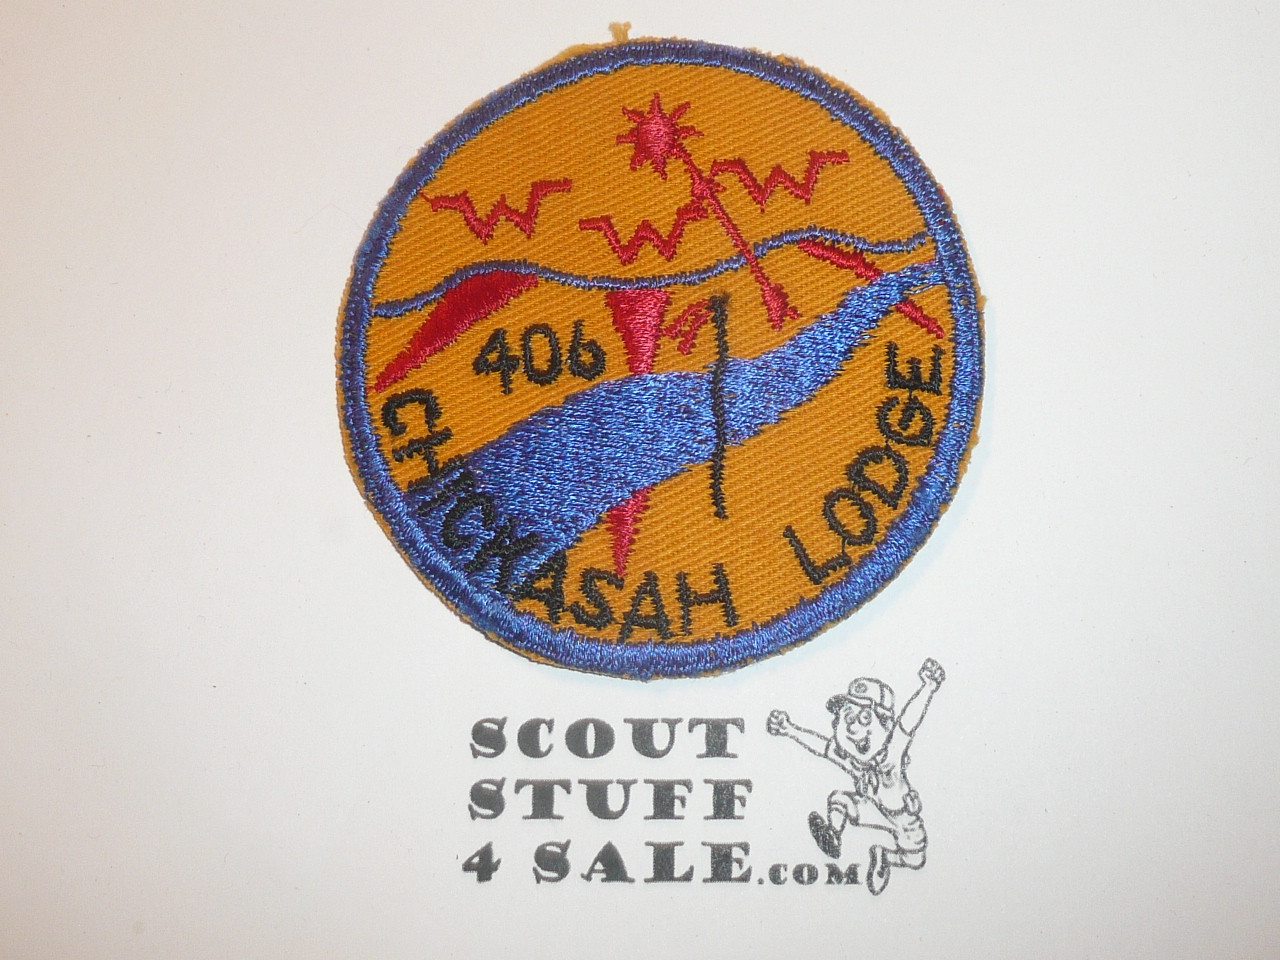 406
CHICKASAH LODGE
SCOUT
STUFF
4 SALE.COM